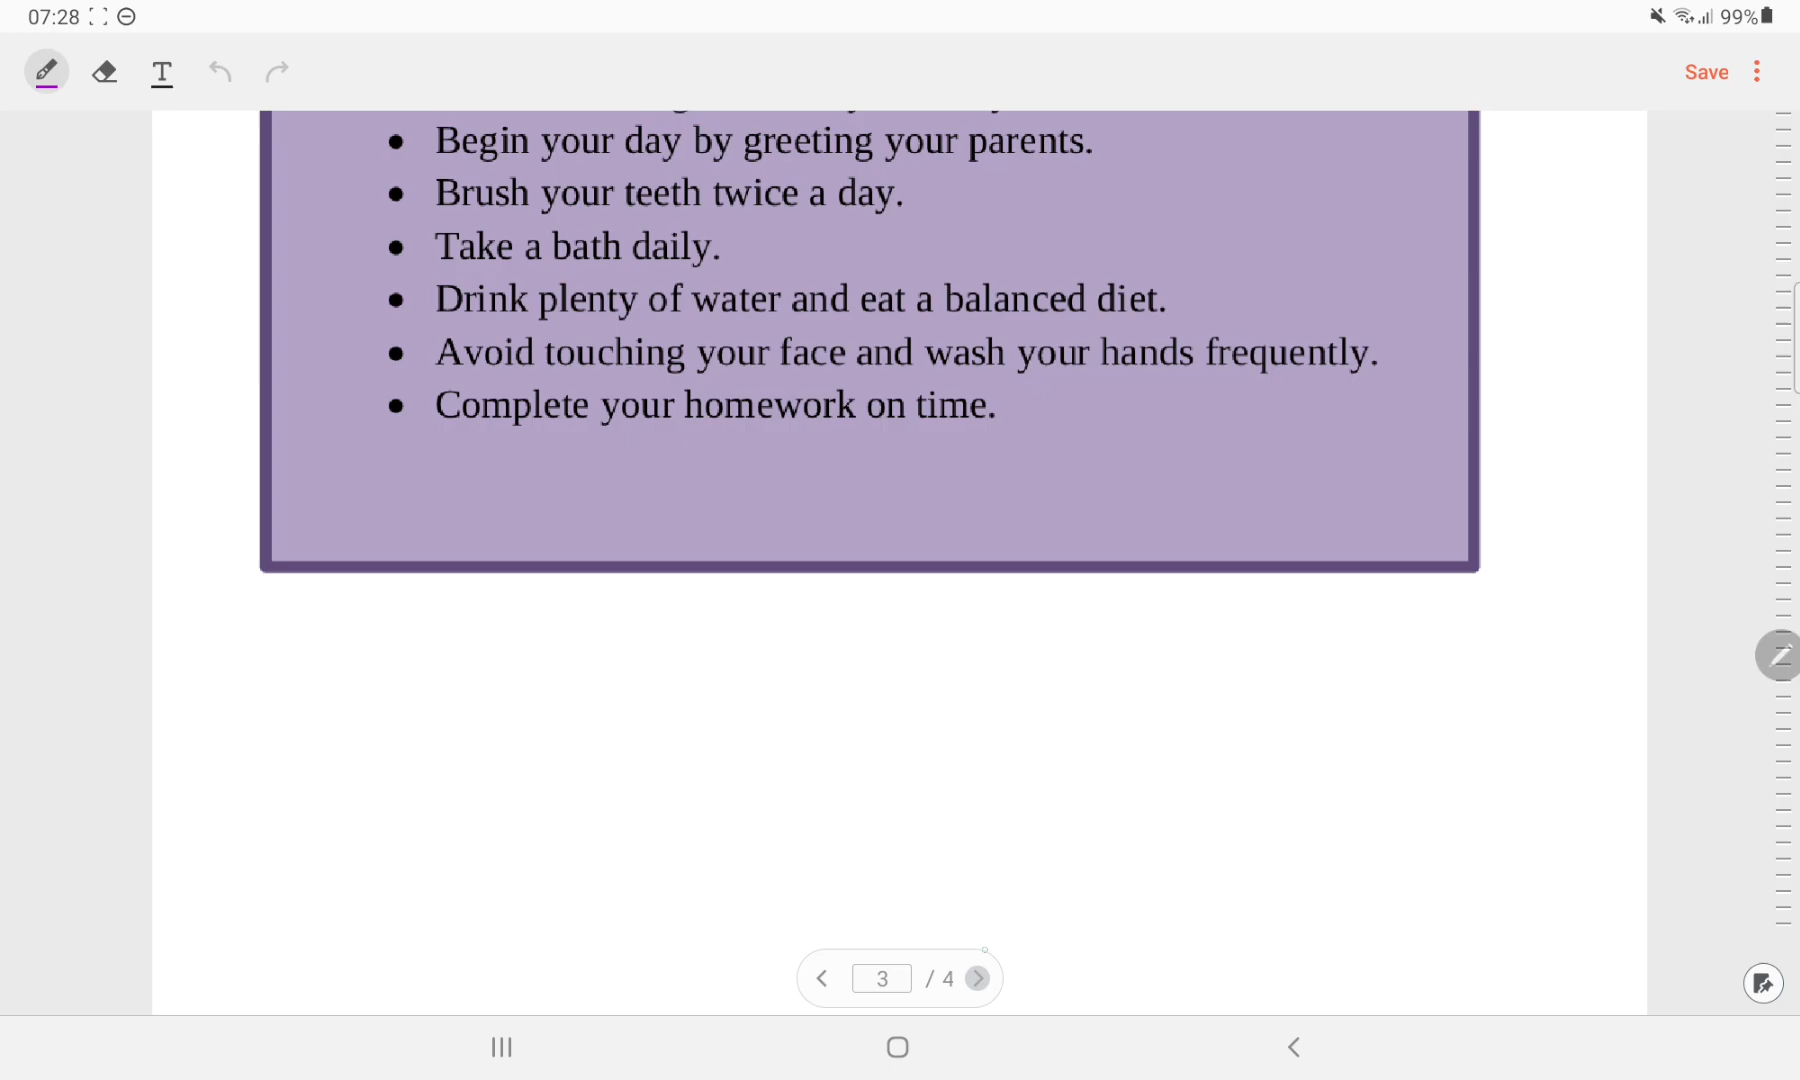 07:28
99%
Save
Begin your day by greeting your parents.
Brush your teeth twice a day.
Take a bath daily.
Drink plenty of water and eat a balanced diet.
Avoid touching your face and wash your hands frequently.
Complete your homework on time.
3 / 4